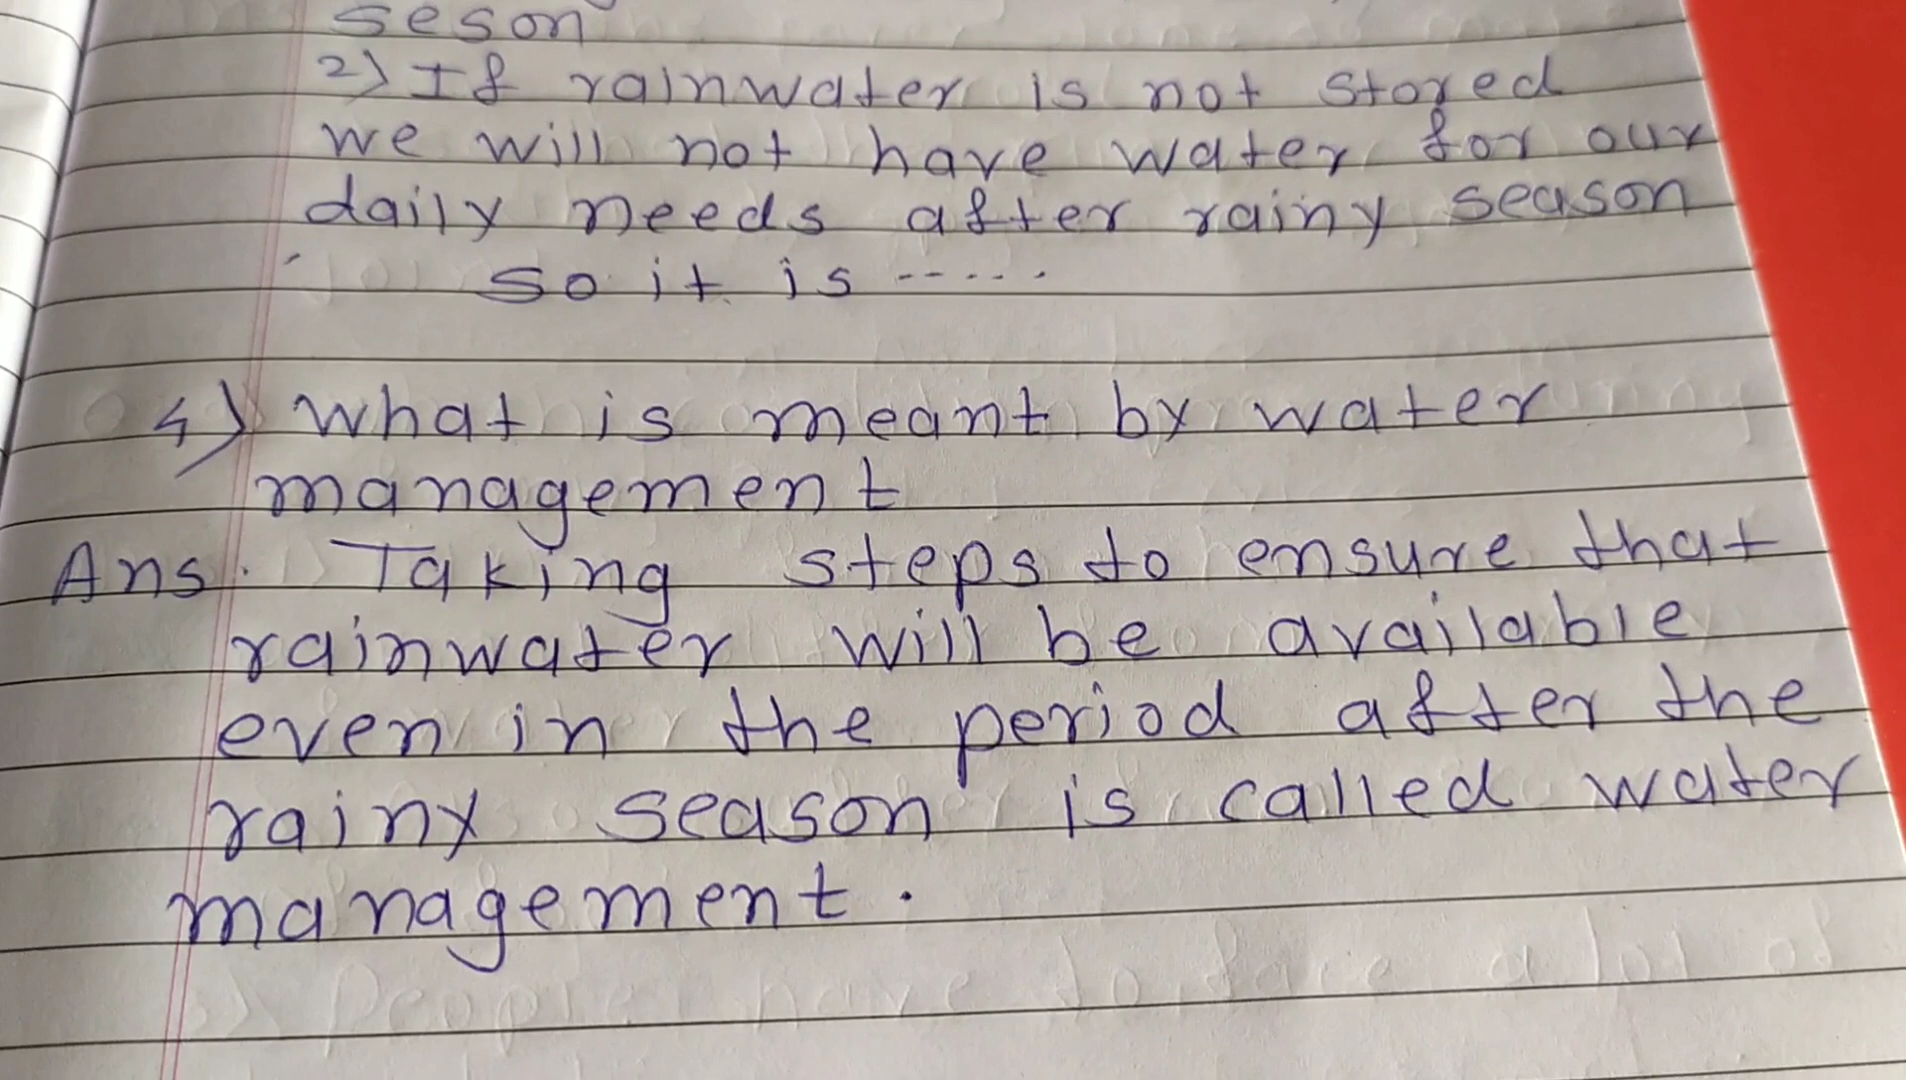 seson
2) If rainwater is not stored
we will not have water for our
daily needs after rainy season
so it is -----
4) What is meant by water
management
Ans. Taking steps to ensure that
rainwater will be available
even in the period after the
rainy season is called water
management.